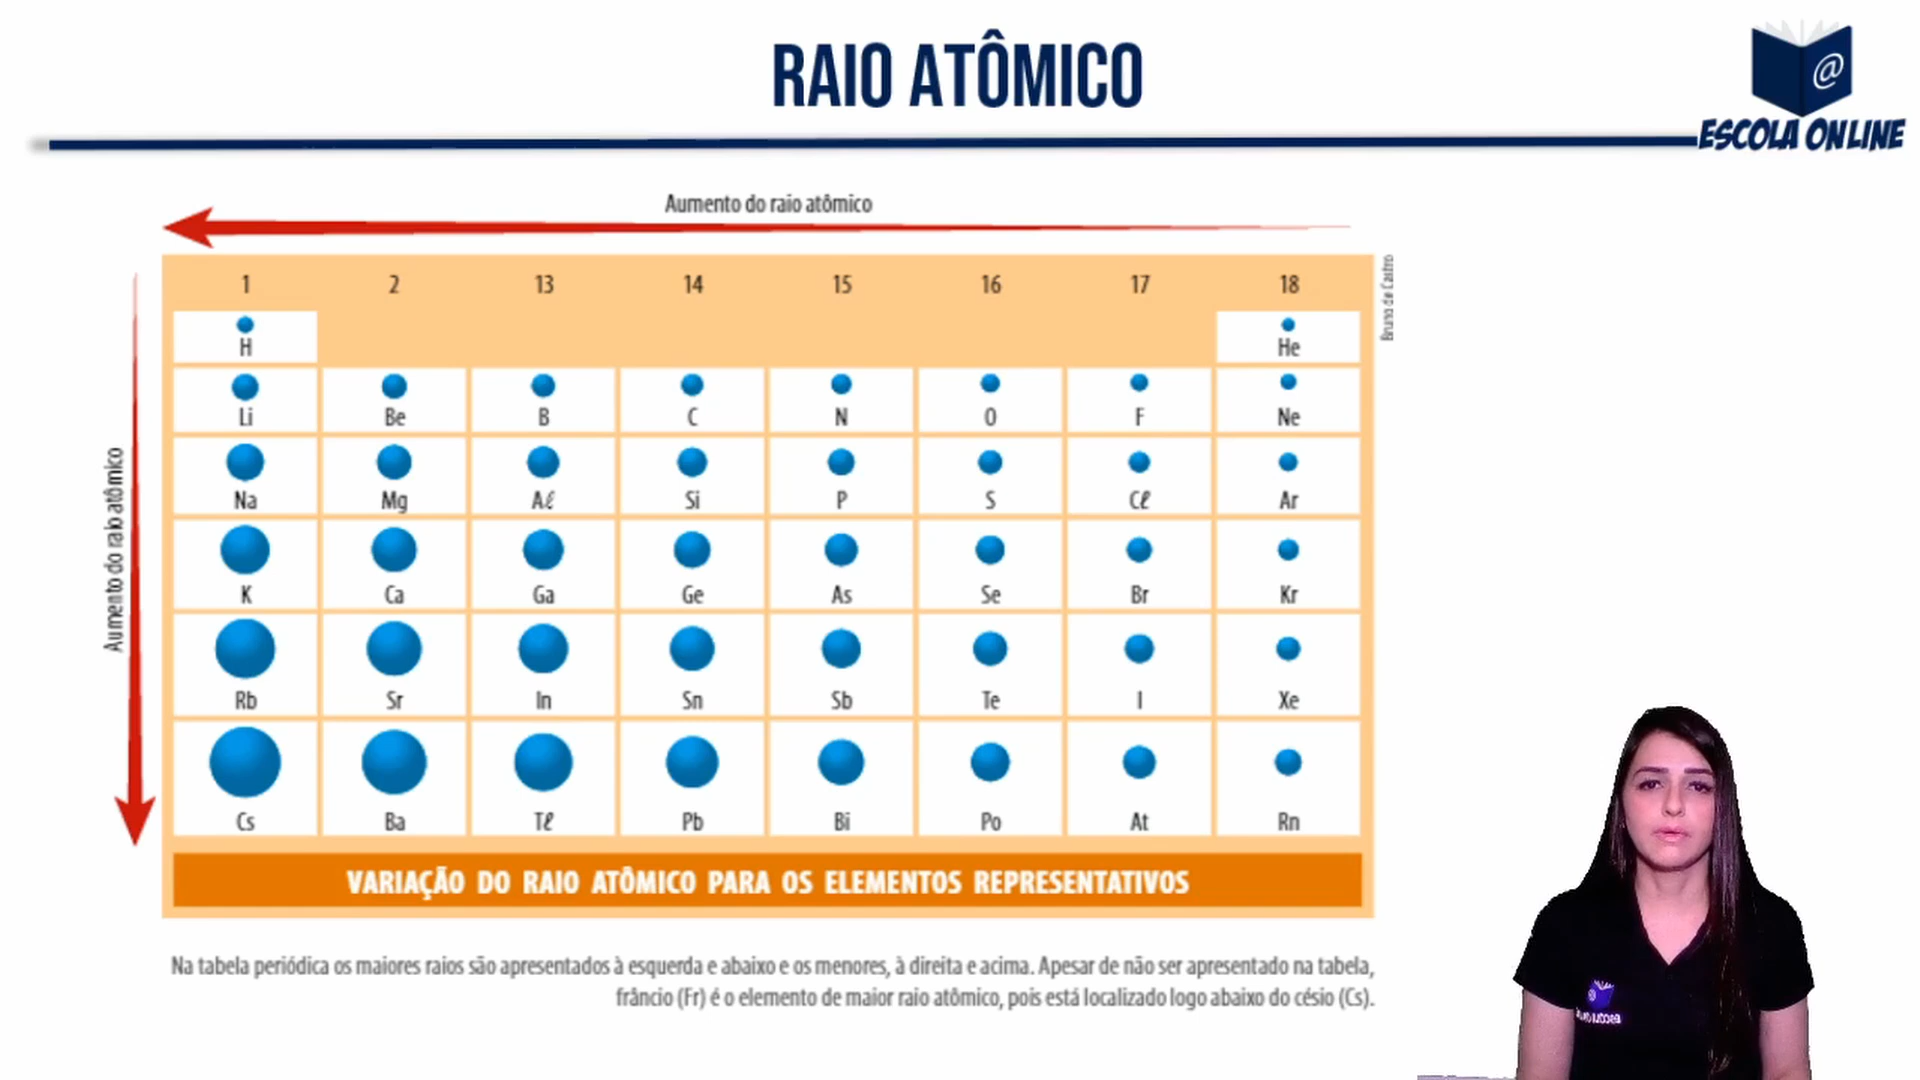 RAIO ATÔMICO
@
ESCOLA ONLINE
Aumento do raio atômico
Aumento do raio atômico
Bruno de Castro
1 2 13 14 15 16 17 18
H He
Li Be B C N O F Ne
Na Mg Aℓ Si P S Cℓ Ar
K Ca Ga Ge As Se Br Kr
Rb Sr In Sn Sb Te I Xe
Cs Ba Tℓ Pb Bi Po At Rn
VARIAÇÃO DO RAIO ATÔMICO PARA OS ELEMENTOS REPRESENTATIVOS
Na tabela periódica os maiores raios são apresentados à esquerda e abaixo e os menores, à direita e acima. Apesar de não ser apresentado na tabela,
frâncio (Fr) é o elemento de maior raio atômico, pois está localizado logo abaixo do césio (Cs).